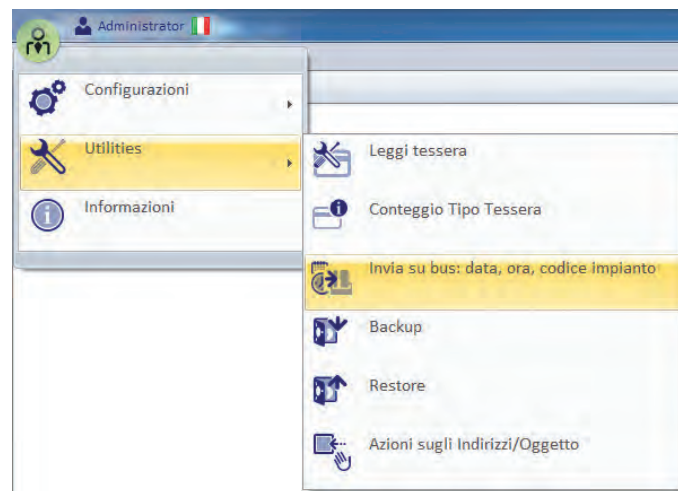 Administrator
Configurazioni
Utilities
Informazioni
Leggi tessera
Conteggio Tipo Tessera
Invia su bus: data, ora, codice impianto
Backup
Restore
Azioni sugli Indirizzi/Oggetto